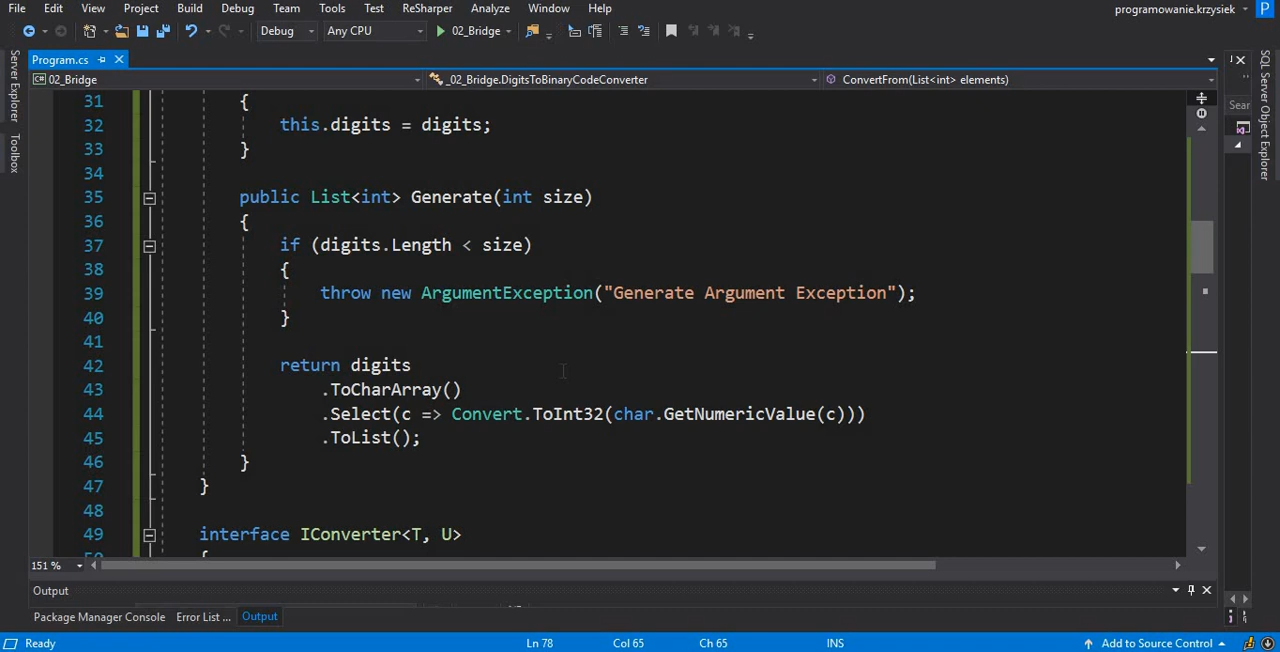 File Edit View Project Build Debug Team Tools Test ReSharper Analyze Window Help
programowanie.krzysiek P
Debug Any CPU 02_Bridge
Program.cs
02_Bridge _02_Bridge.DigitsToBinaryCodeConverter ConvertFrom(List<int> elements)
Server Explorer
Toolbox
SQL Server Object Explorer
Sear
31 {
32 this.digits = digits;
33 }
34
35 public List<int> Generate(int size)
36 {
37 if (digits.Length < size)
38 {
39 throw new ArgumentException("Generate Argument Exception");
40 }
41
42 return digits
43 .ToCharArray()
44 .Select(c => Convert.ToInt32(char.GetNumericValue(c)))
45 .ToList();
46 }
47 }
48
49 interface IConverter<T, U>
151 %
Output
Package Manager Console Error List ... Output
Ready Ln 78 Col 65 Ch 65 INS Add to Source Control